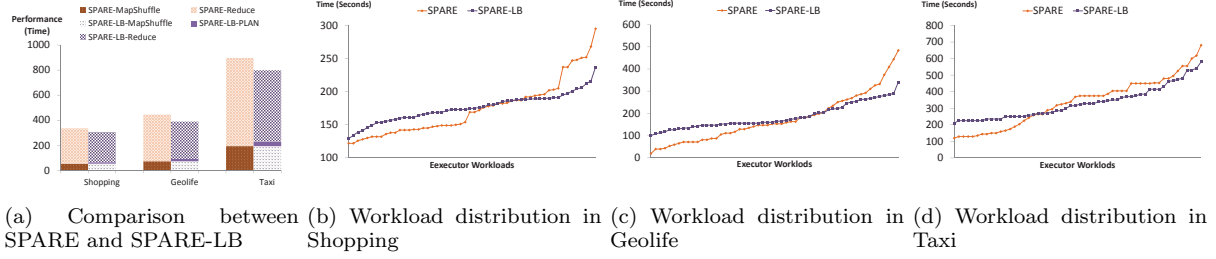 Performance
(Time)
SPARE-MapShuffle
SPARE-Reduce
SPARE-LB-MapShuffle
SPARE-LB-PLAN
SPARE-LB-Reduce
1000
800
600
400
200
0
Shopping
Geolife
Taxi
(a) Comparison between
SPARE and SPARE-LB
Time (Seconds)
SPARE
SPARE-LB
300
250
200
150
100
Eexecutor Workloads
(b) Workload distribution in
Shopping
Time (Seconds)
SPARE
SPARE-LB
600
500
400
300
200
100
0
Executor Worklods
(c) Workload distribution in
Geolife
Time (Seconds)
SPARE
SPARE-LB
800
700
600
500
400
300
200
100
0
Executor Worklods
(d) Workload distribution in
Taxi